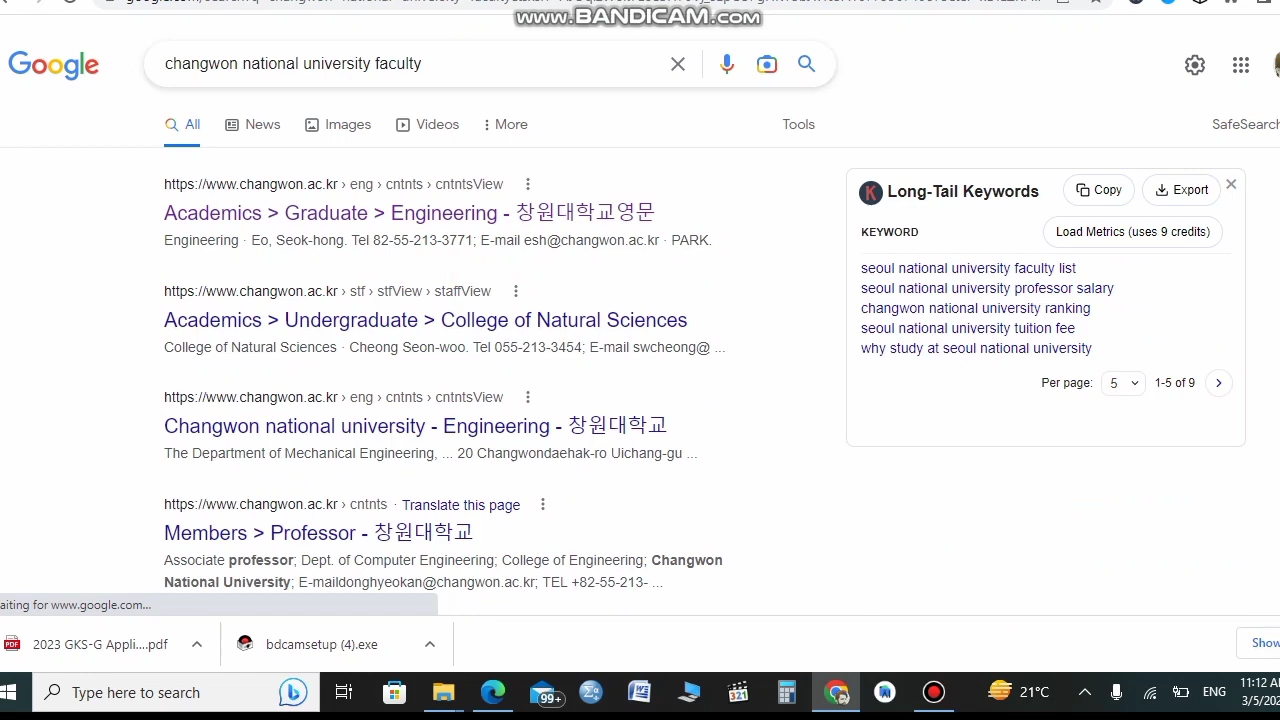 www.BANDICAM.com
Google
changwon national university faculty
All
News
Images
Videos
More
Tools
SafeSearch
https://www.changwon.ac.kr › eng › cntnts › cntntsView
Academics > Graduate > Engineering - 창원대학교영문
Engineering · Eo, Seok-hong. Tel 82-55-213-3771; E-mail esh@changwon.ac.kr · PARK.
https://www.changwon.ac.kr › stf › stfView › staffView
Academics > Undergraduate > College of Natural Sciences
College of Natural Sciences · Cheong Seon-woo. Tel 055-213-3454; E-mail swcheong@ ...
https://www.changwon.ac.kr › eng › cntnts › cntntsView
Changwon national university - Engineering - 창원대학교
The Department of Mechanical Engineering, ... 20 Changwondaehak-ro Uichang-gu ...
https://www.changwon.ac.kr › cntnts · Translate this page
Members > Professor - 창원대학교
Associate professor; Dept. of Computer Engineering; College of Engineering; Changwon
National University; E-maildonghyeokan@changwon.ac.kr; TEL +82-55-213- ...
Long-Tail Keywords
Copy
Export
KEYWORD
Load Metrics (uses 9 credits)
seoul national university faculty list
seoul national university professor salary
changwon national university ranking
seoul national university tuition fee
why study at seoul national university
Per page: 5 1-5 of 9
aiting for www.google.com...
2023 GKS-G Appli....pdf
bdcamsetup (4).exe
Show
Type here to search
99+
21°C
ENG
11:12 A
3/5/20